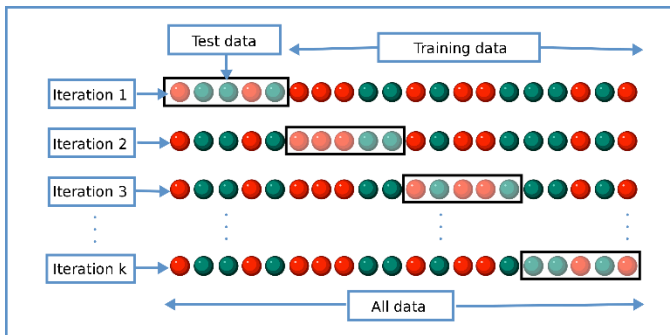 Test data
Training data
Iteration 1
Iteration 2
Iteration 3
Iteration k
All data